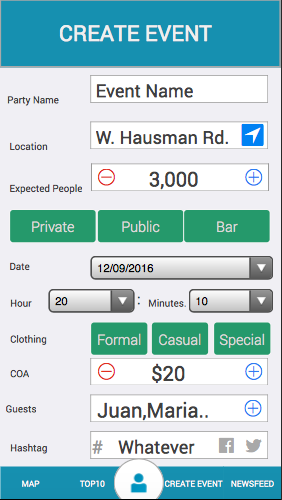 CREATE EVENT
Party Name Event Name
Location W. Hausman Rd.
Expected People 3,000
Private Public Bar
Date 12/09/2016
Hour 20 : Minutes. 10
Clothing Formal Casual Special
COA $20
Guests Juan,Maria..
Hashtag # Whatever
MAP TOP10 CREATE EVENT NEWSFEED